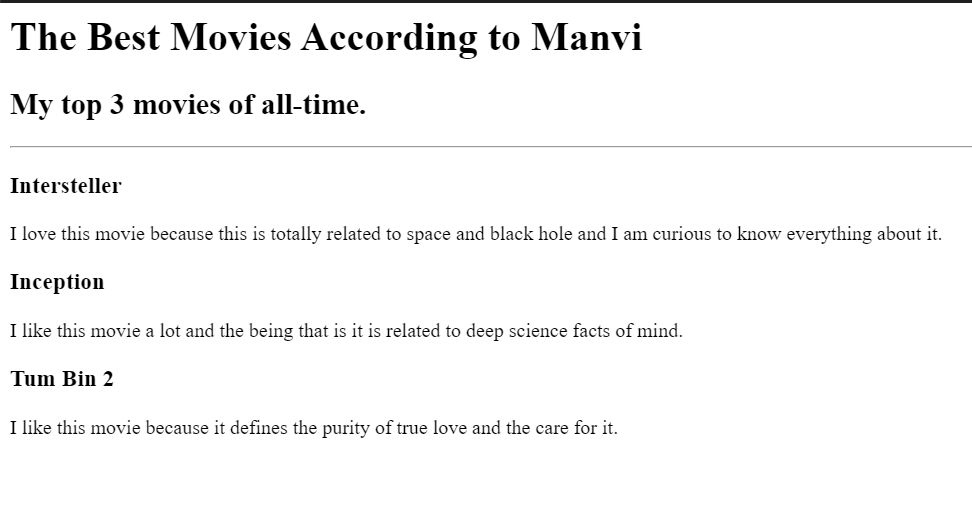 The Best Movies According to Manvi
My top 3 movies of all-time.
Intersteller
I love this movie because this is totally related to space and black hole and I am curious to know everything about it.
Inception
I like this movie a lot and the being that is it is related to deep science facts of mind.
Tum Bin 2
I like this movie because it defines the purity of true love and the care for it.